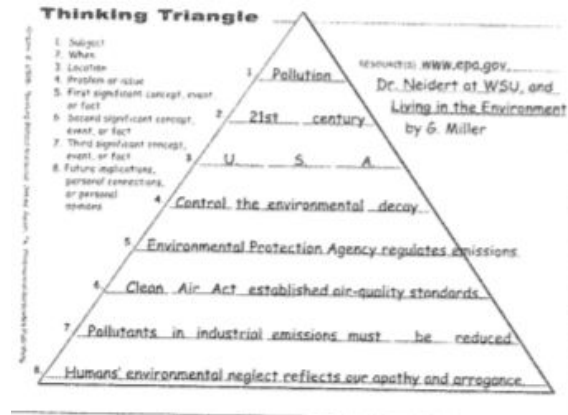 Thinking Triangle
1. Subject
2. When
3. Location
4. Problem or issue
5. First significant concept, event,
or fact
6. Second significant concept,
event, or fact
7. Third significant concept,
event, or fact
8. Future implications,
personal connections,
or personal
opinions
RESOURCE(S) www.epa.gov,
Dr. Neidert at WSU, and
Living in the Environment
by G. Miller
1. Pollution
2. 21st century
3. U. S. A.
4. Control the environmental decay
5. Environmental Protection Agency regulates emissions.
6. Clean Air Act established air-quality standards.
7. Pollutants in industrial emissions must be reduced.
8. Humans' environmental neglect reflects our apathy and arrogance.